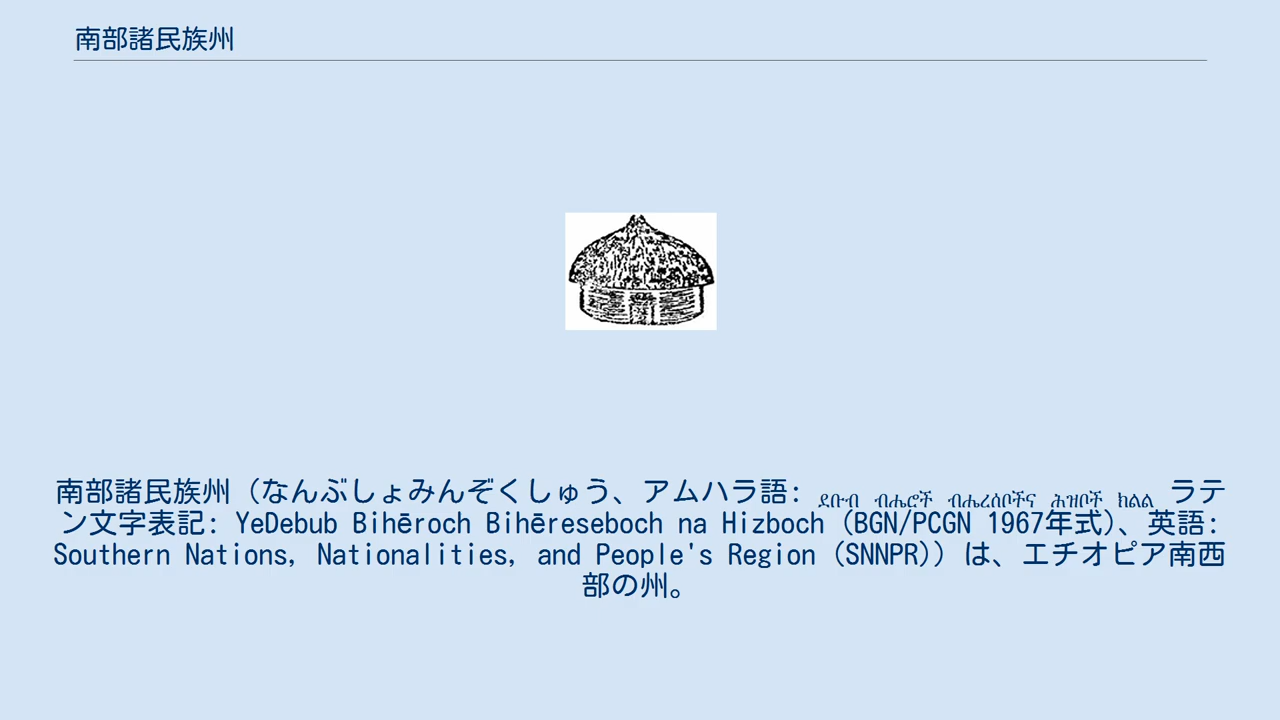 南部諸民族州
南部諸民族州（なんぶしょみんぞくしゅう、アムハラ語: ደቡብ ብሔሮች ብሔረሰቦችና ሕዝቦች ክልል ラテ
ン文字表記: YeDebub Bihēroch Bihēreseboch na Hizboch（BGN/PCGN 1967年式）、英語:
Southern Nations, Nationalities, and People's Region（SNNPR））は、エチオピア南西
部の州。